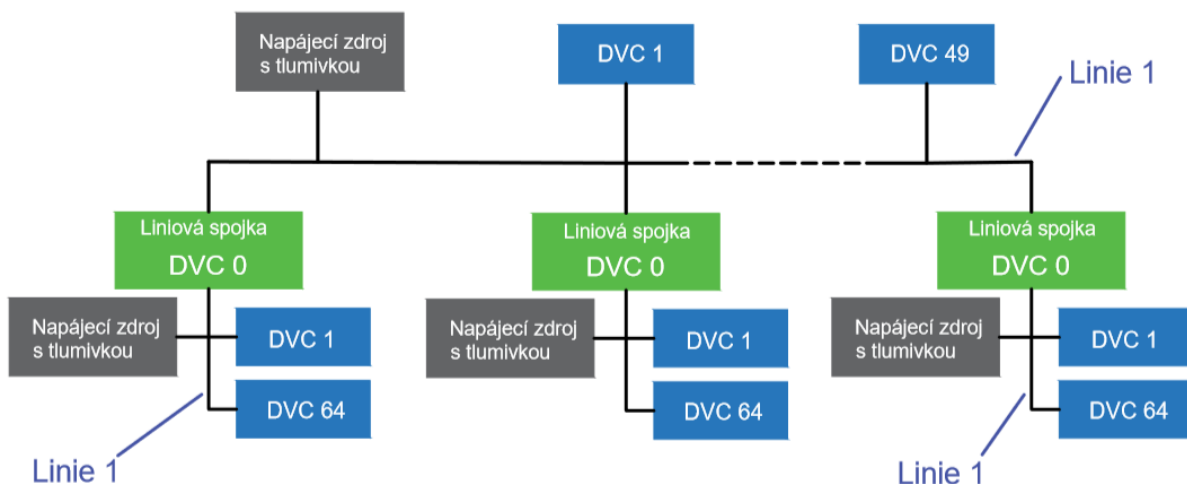 Napájecí zdroj
s tlumivkou
DVC 1
DVC 49
Linie 1
Liniová spojka
DVC 0
Liniová spojka
DVC 0
Liniová spojka
DVC 0
Napájecí zdroj
s tlumivkou
DVC 1
DVC 64
Linie 1
Napájecí zdroj
s tlumivkou
DVC 1
DVC 64
Napájecí zdroj
s tlumivkou
DVC 1
DVC 64
Linie 1